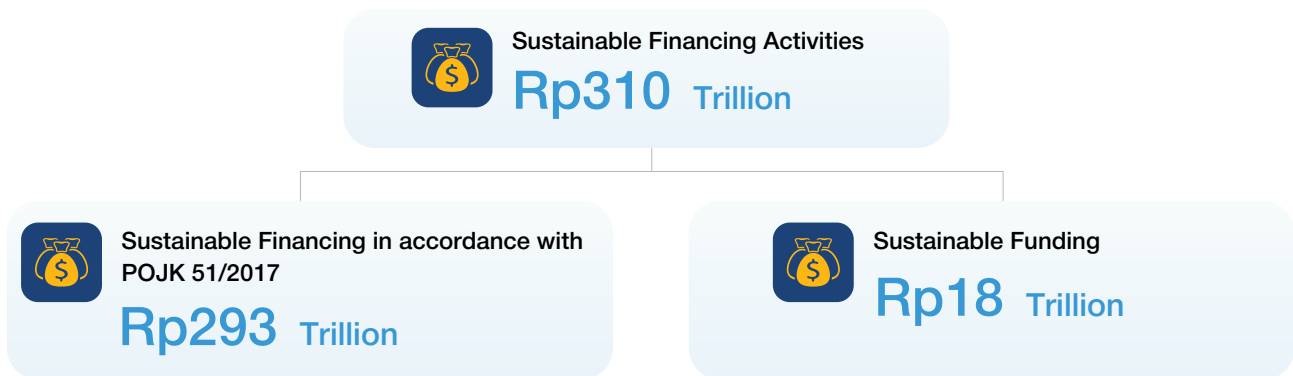 Sustainable Financing Activities
Rp310 Trillion
Sustainable Financing in accordance with
POJK 51/2017
Rp293 Trillion
Sustainable Funding
Rp18 Trillion